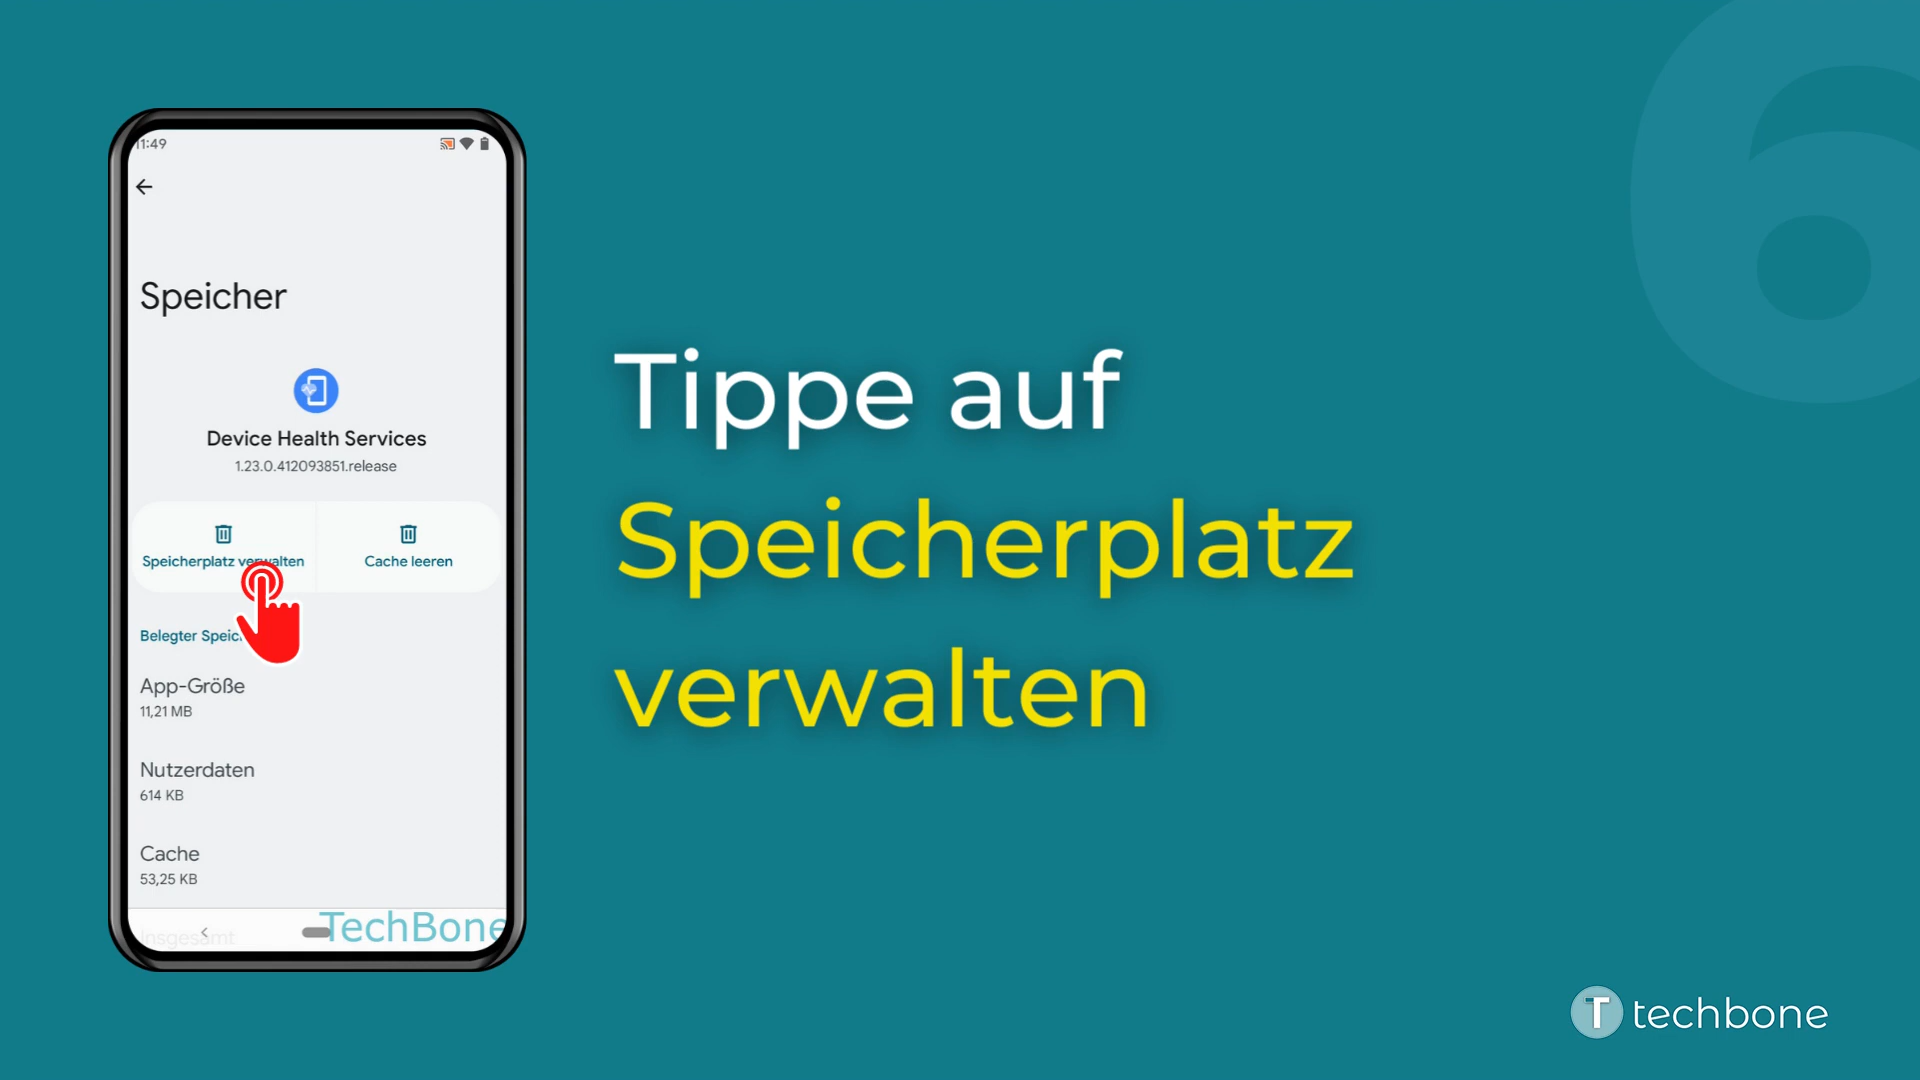 6
11:49
Speicher
Device Health Services
1.23.0.412093851.release
Speicherplatz verwalten
Cache leeren
Belegter Speic
App-Größe
11,21 MB
Nutzerdaten
614 KB
Cache
53,25 KB
Insgesamt
TechBone
Tippe auf
Speicherplatz
verwalten
T techbone